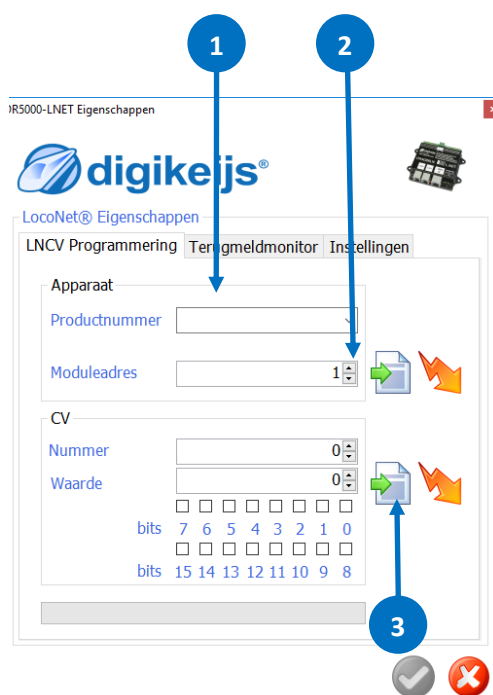 1 2
DR5000-LNET Eigenschappen
digikeijs®
LocoNet® Eigenschappen
LNCV Programmering Terugmeldmonitor Instellingen
Apparaat
Productnummer
Moduleadres 1
CV
Nummer 0
Waarde 0
bits 7 6 5 4 3 2 1 0
bits 15 14 13 12 11 10 9 8
3